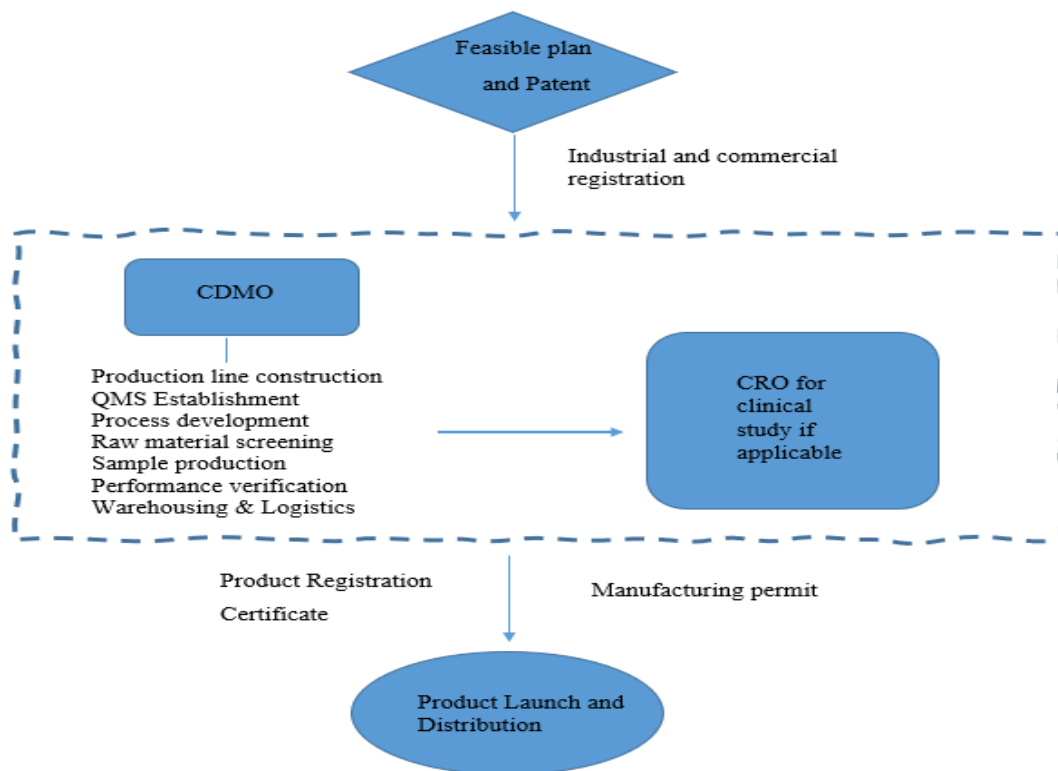 Feasible plan
and Patent
Industrial and commercial
registration
CDMO
Production line construction
QMS Establishment
Process development
Raw material screening
Sample production
Performance verification
Warehousing & Logistics
CRO for
clinical
study if
applicable
Product Registration
Certificate
Manufacturing permit
Product Launch and
Distribution